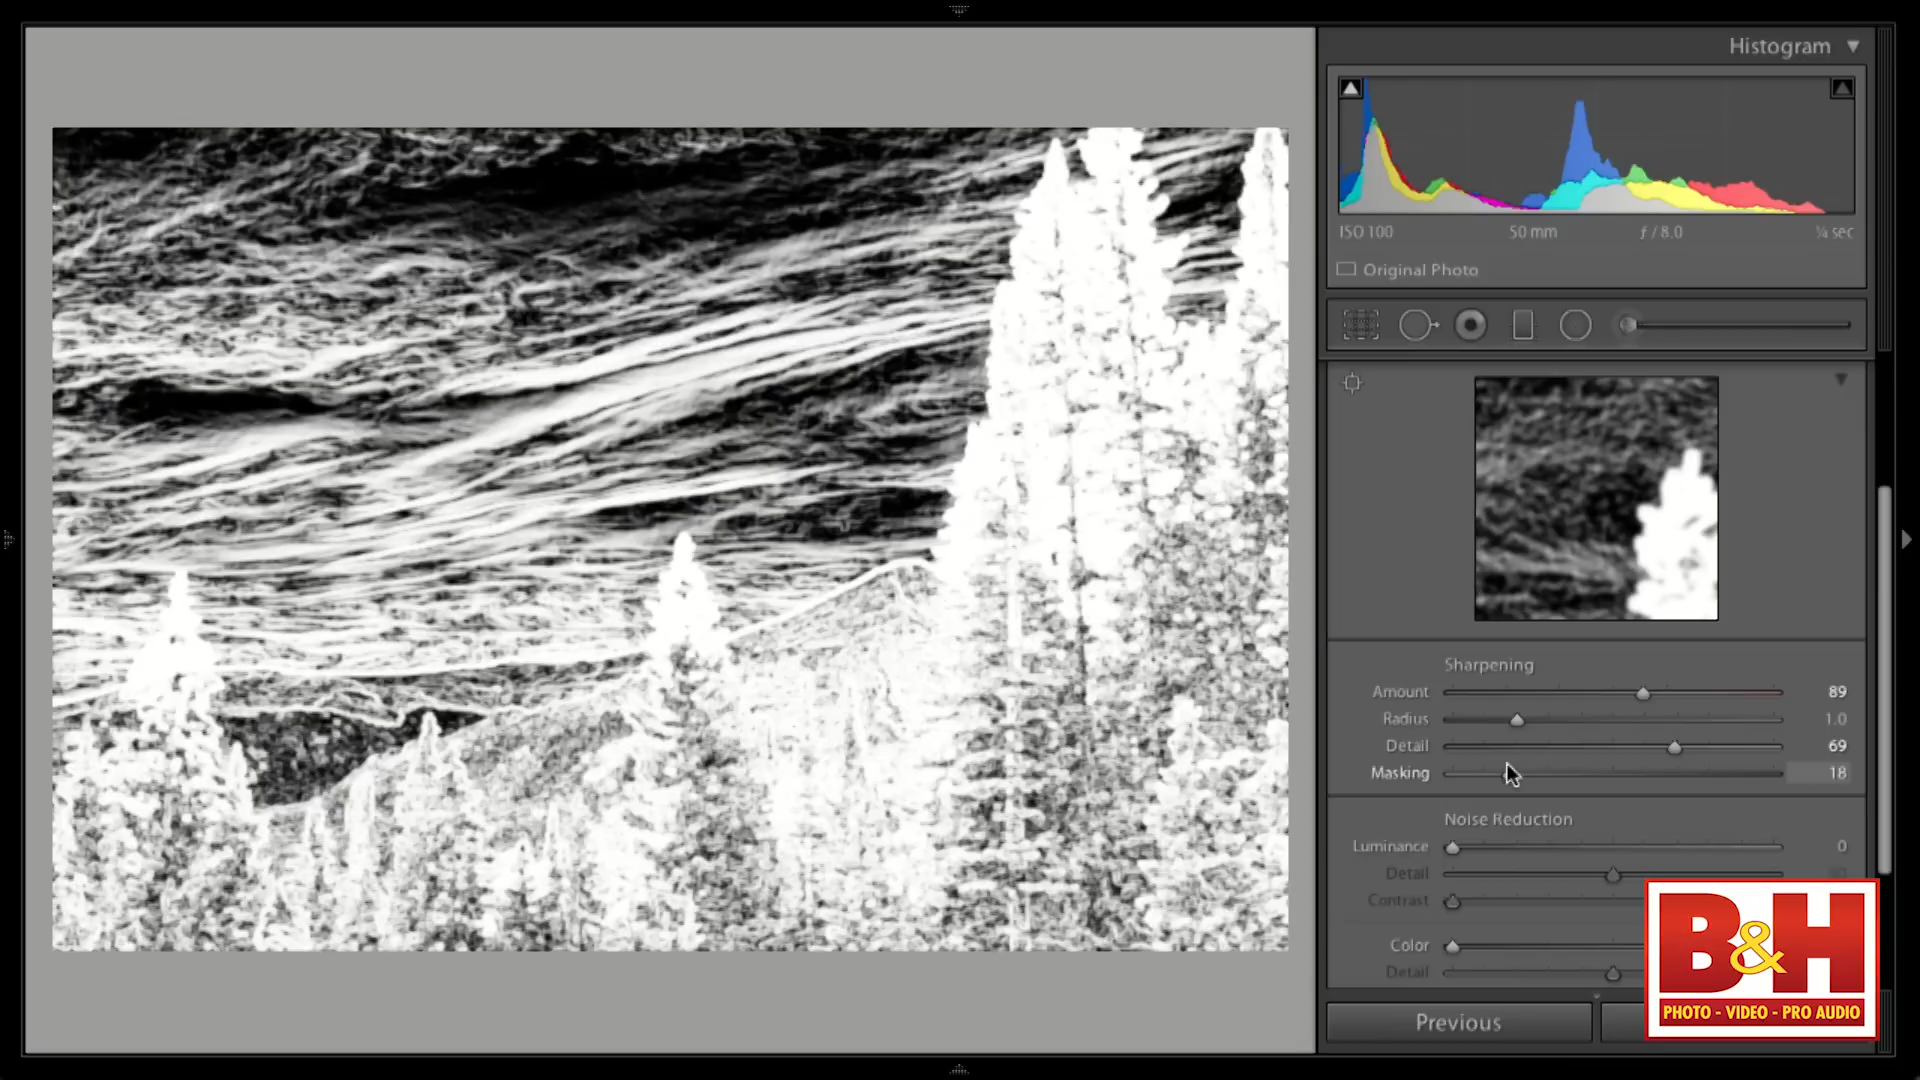 Histogram
ISO 100 50 mm ƒ / 8.0 ¼ sec
Original Photo
Sharpening
Amount 89
Radius 1.0
Detail 69
Masking 18
Noise Reduction
Luminance 0
Detail
Contrast
Color
Detail
Previous
B&H
PHOTO - VIDEO - PRO AUDIO